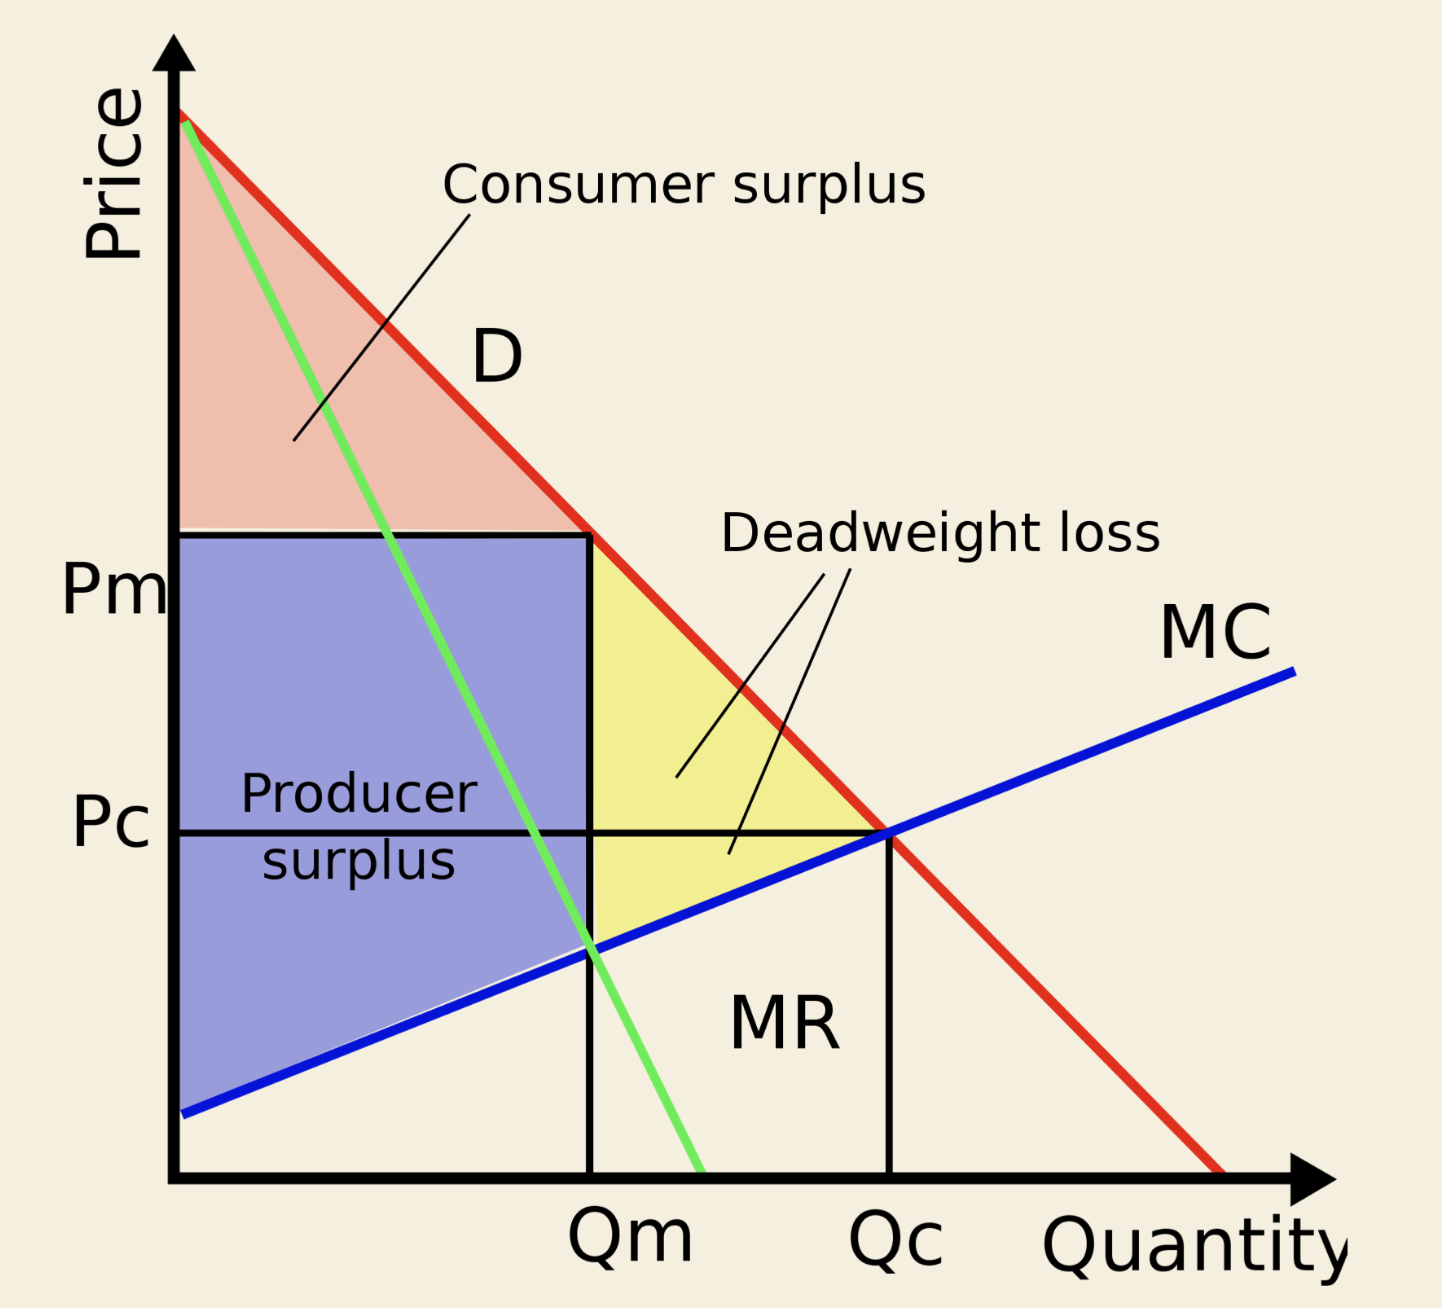 Price
Consumer surplus
D
Deadweight loss
Pm
MC
Producer
surplus
Pc
MR
Qm
Qc
Quantity